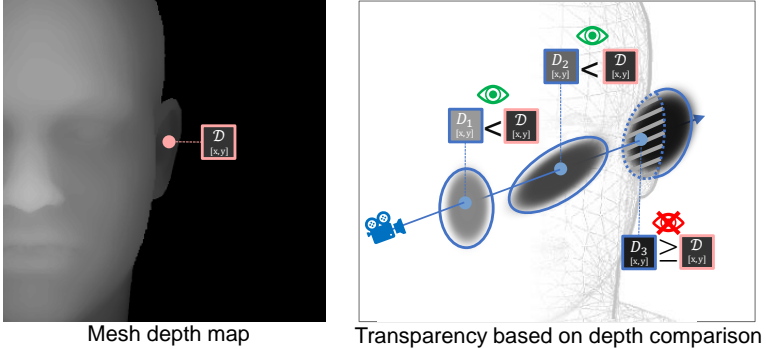 𝒟
[x,y]
D₂
[x,y]
<
𝒟
[x,y]
D₁
[x,y]
<
𝒟
[x,y]
D₃
[x,y]
≥
𝒟
[x,y]
Mesh depth map
Transparency based on depth comparison